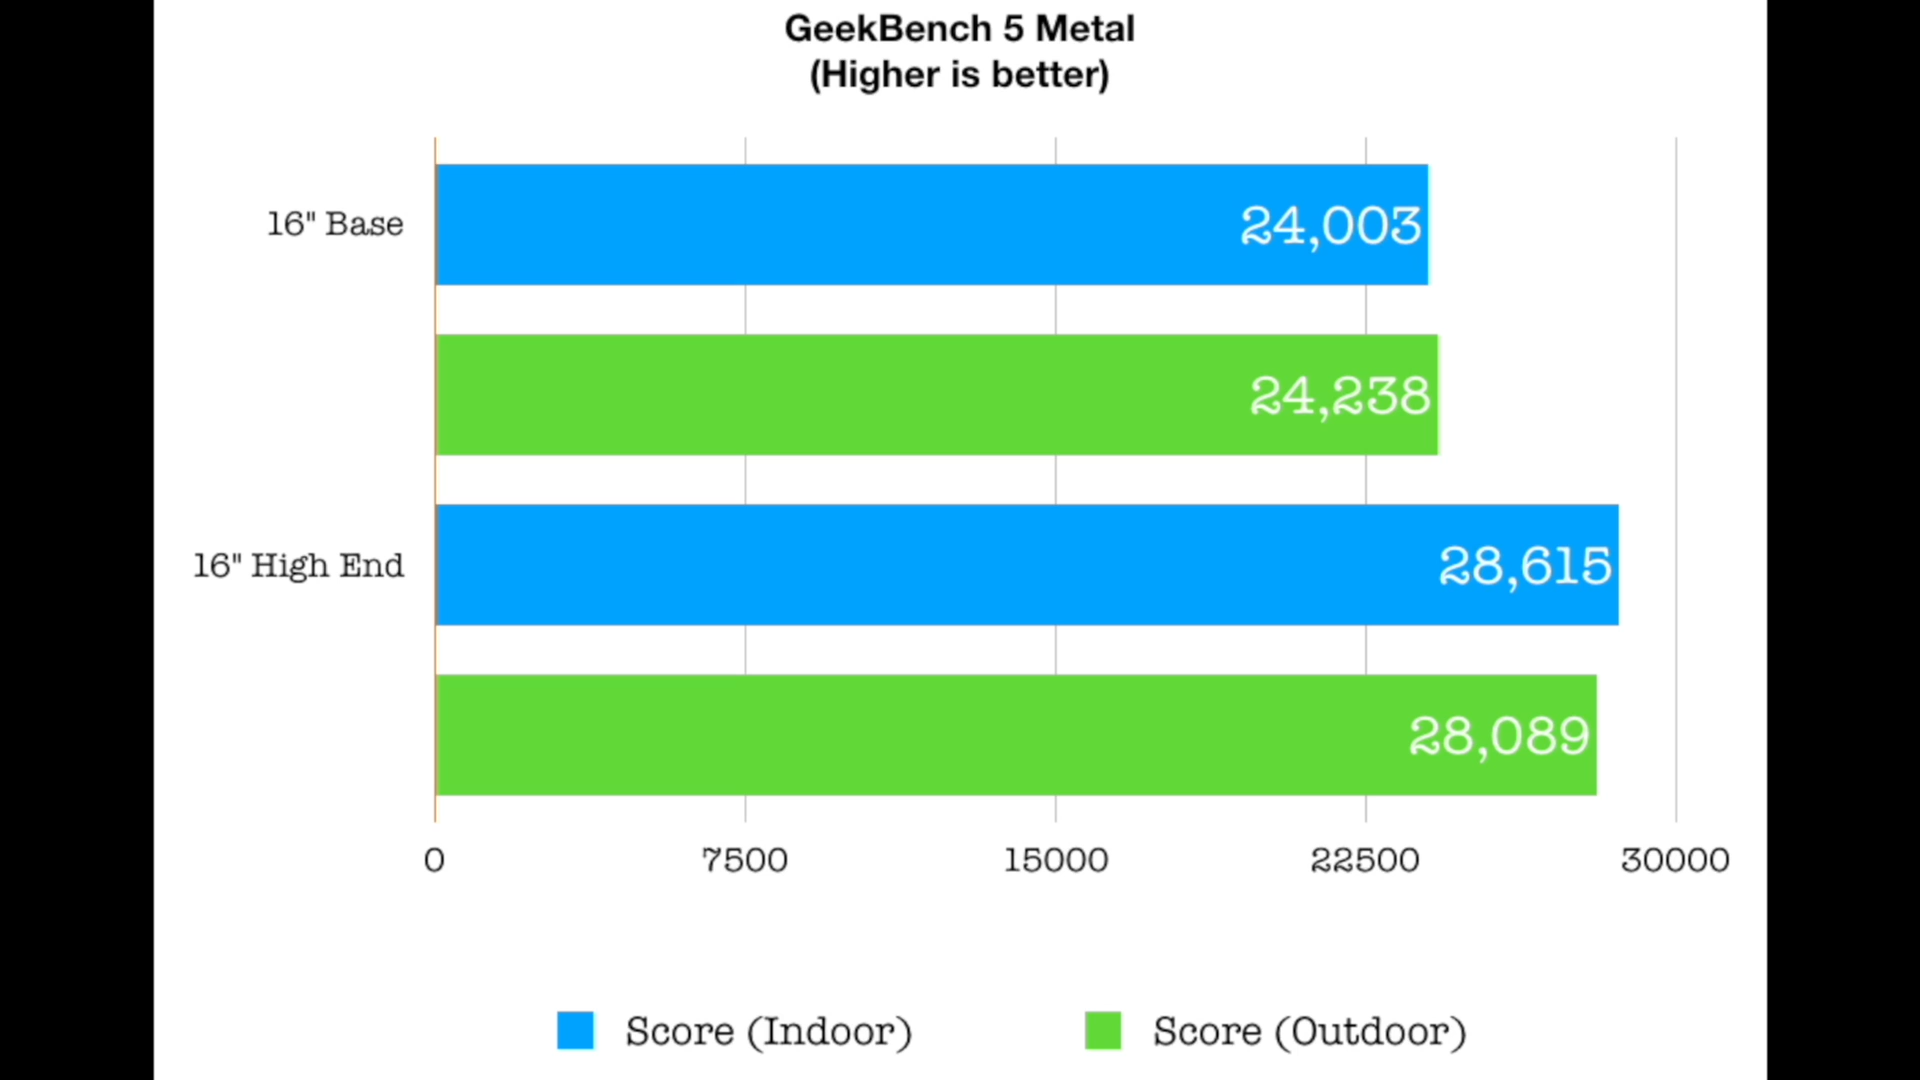 GeekBench 5 Metal
(Higher is better)
16" Base
24,003
24,238
16" High End
28,615
28,089
0 7500 15000 22500 30000
Score (Indoor) Score (Outdoor)